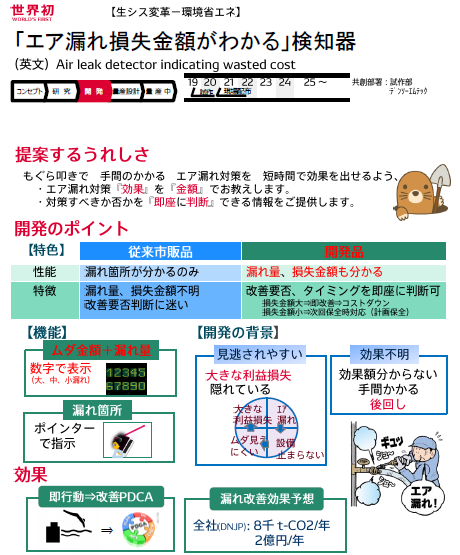 世界初
WORLD'S FIRST
【生シス変革－環境省エネ】
「エア漏れ損失金額がわかる」検知器
（英文）Air leak detector indicating wasted cost
コンセプト 研 究 開 発 量産設計 量 産 中
19 20 21 22 23 24 25 ～
試作 現場配布
共創部署：試作部
デンソーエムテック
提案するうれしさ
もぐら叩きで 手間のかかる エア漏れ対策を 短時間で効果を出せるよう、
・エア漏れ対策『効果』を『金額』でお教えします。
・対策すべきか否かを『即座に判断』できる情報をご提供します。
開発のポイント
【特色】 従来市販品 開発品
性能 漏れ箇所が分かるのみ 漏れ量、損失金額も分かる
特徴 漏れ量、損失金額不明
改善要否判断に迷い
改善要否、タイミングを即座に判断可
損失金額大⇒即改善⇒コストダウン
損失金額小⇒次回保全時対応（計画保全）
【機能】
ムダ金額＋漏れ量
数字で表示
（大、中、小漏れ）
12345
67890
漏れ箇所
ポインター
で指示
【開発の背景】
見逃されやすい
大きな利益損失
隠れている
大きな
利益損失
エア
漏れ
ムダ見え
にくい
設備
止まらない
効果不明
効果額分からない
手間かかる
後回し
ギュッ
エア
漏れ！
効果
即行動⇒改善PDCA
⇒
漏れ改善効果予想
全社(DNJP)：8千 t-CO2/年
2億円/年